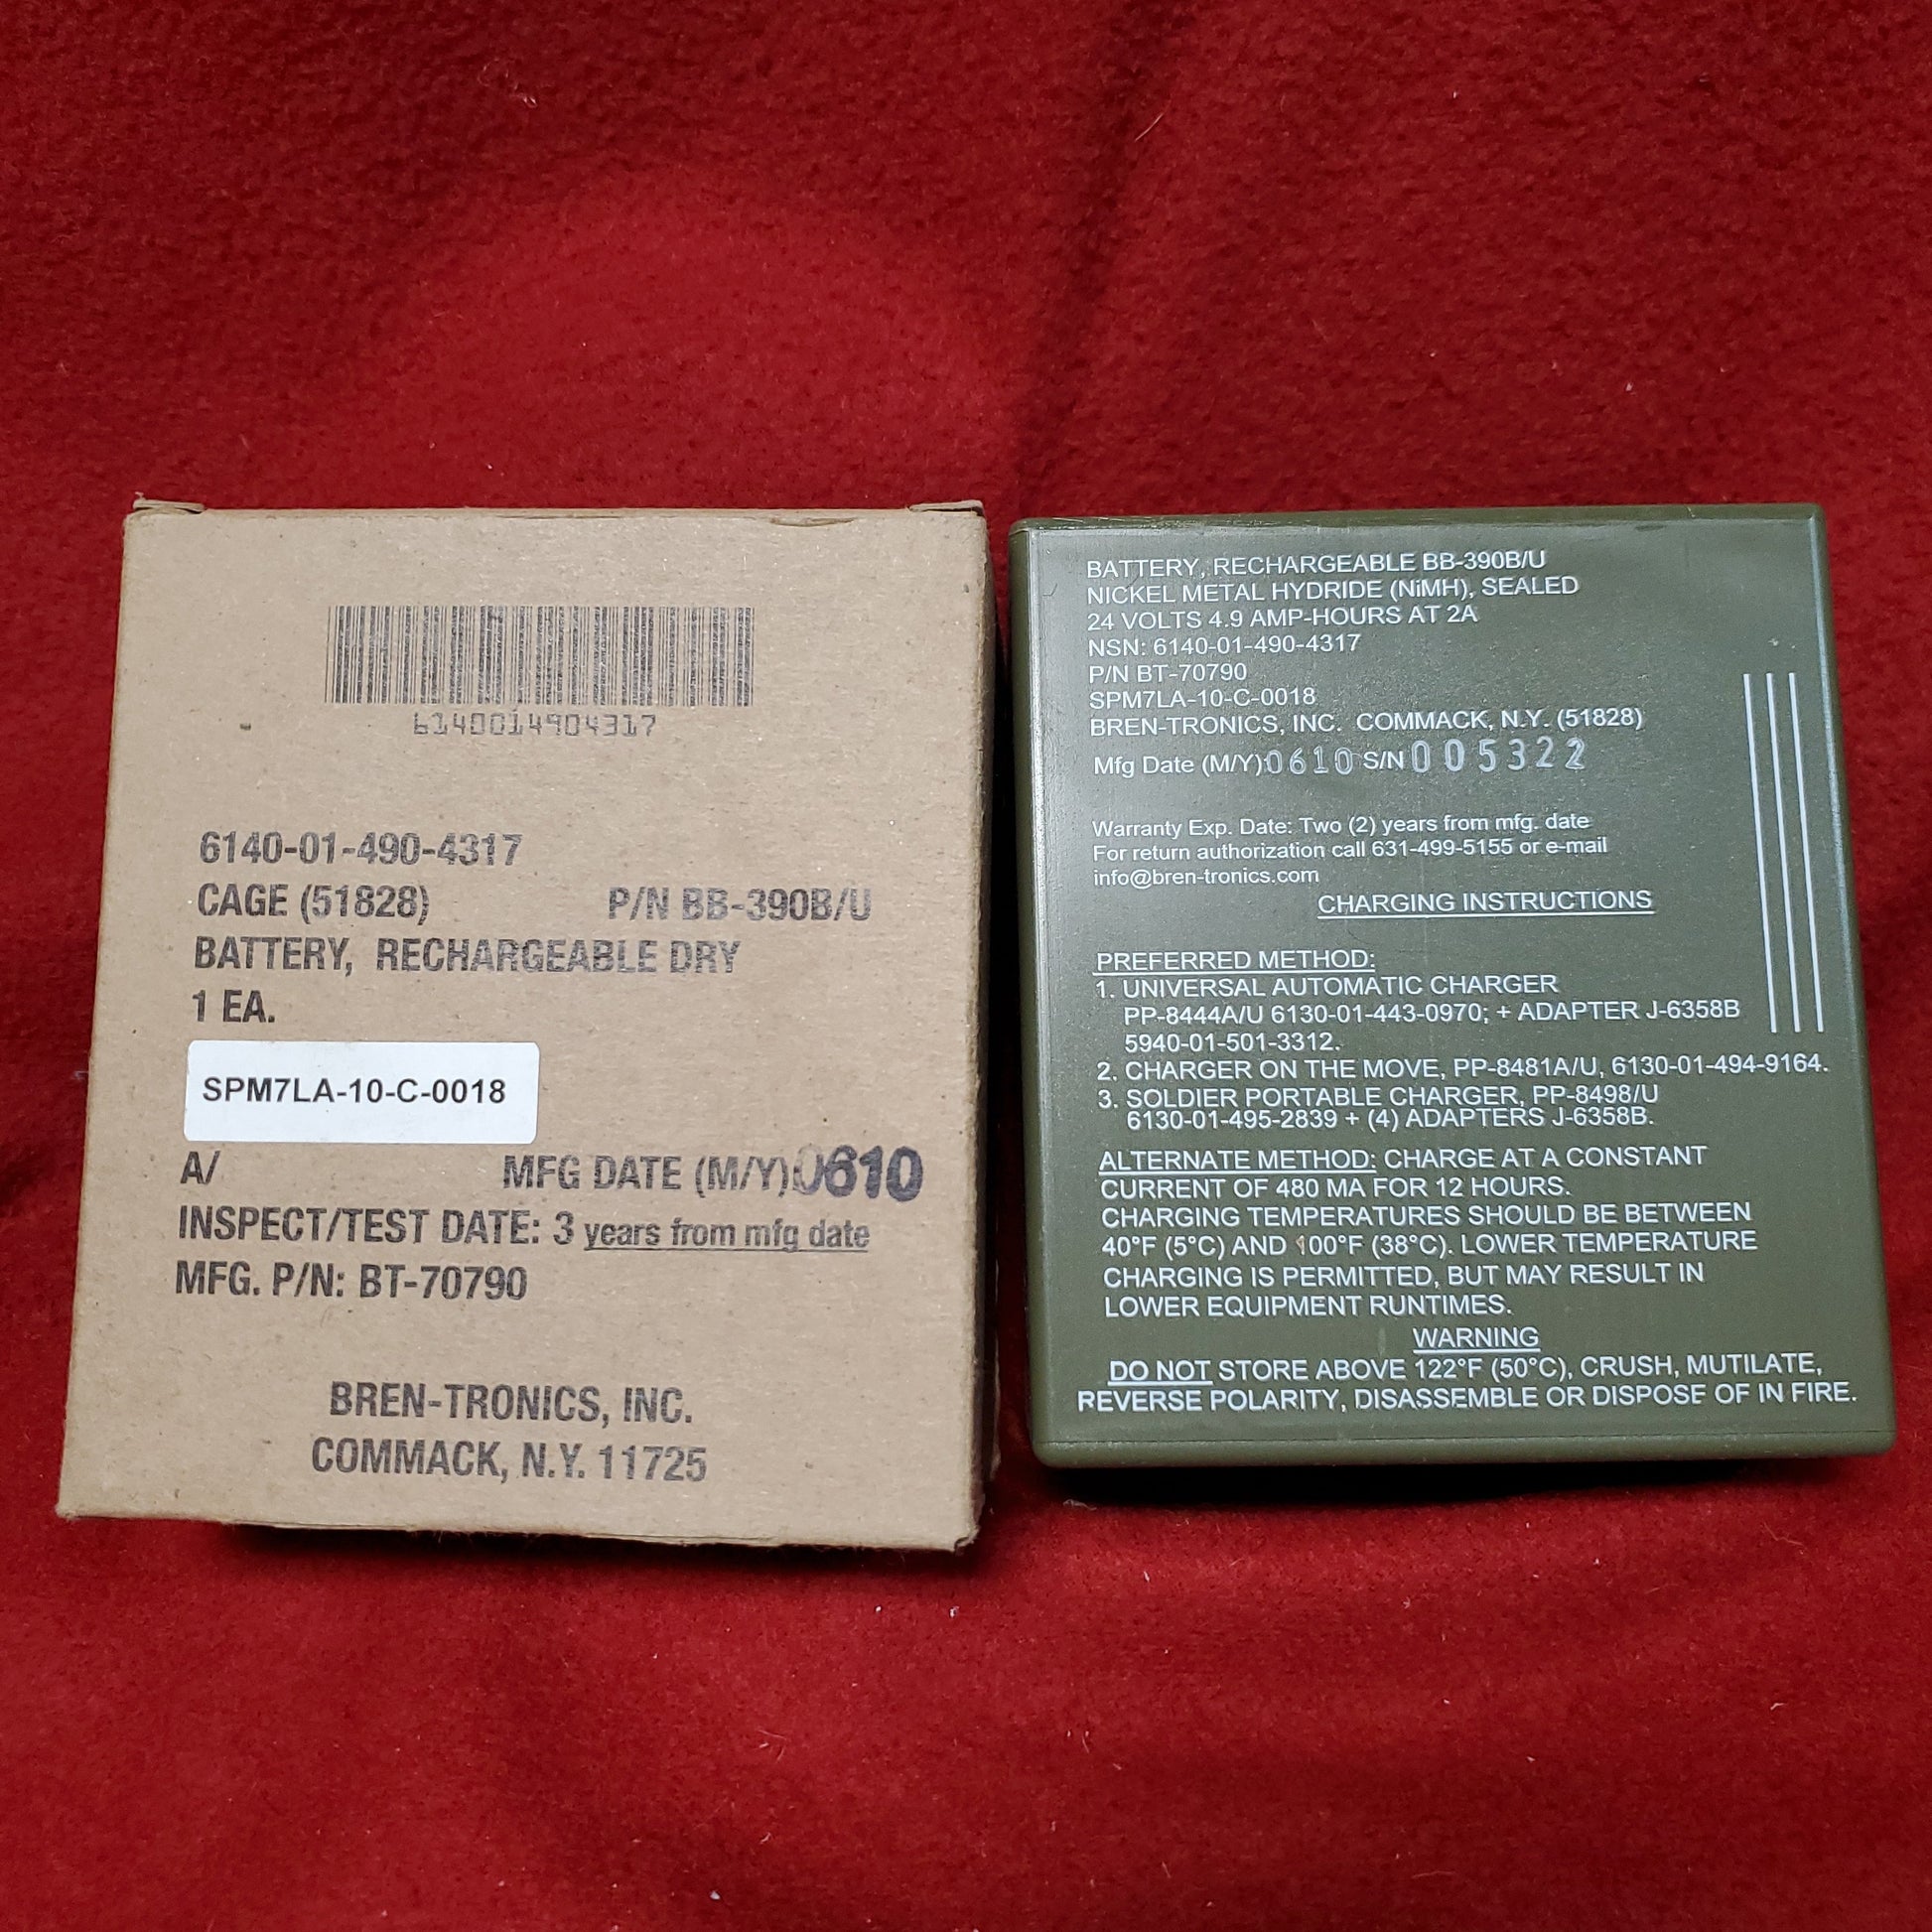 6140014904317
6140-01-490-4317
CAGE (51828) P/N BB-390B/U
BATTERY, RECHARGEABLE DRY
1 EA.
SPM7LA-10-C-0018
A/ MFG DATE (M/Y) 0610
INSPECT/TEST DATE: 3 years from mfg date
MFG. P/N: BT-70790
BREN-TRONICS, INC.
COMMACK, N.Y. 11725
BATTERY, RECHARGEABLE BB-390B/U
NICKEL METAL HYDRIDE (NiMH), SEALED
24 VOLTS 4.9 AMP-HOURS AT 2A
NSN: 6140-01-490-4317
P/N BT-70790
SPM7LA-10-C-0018
BREN-TRONICS, INC. COMMACK, N.Y. (51828)
Mfg Date (M/Y):0610 S/N 005322
Warranty Exp. Date: Two (2) years from mfg. date
For return authorization call 631-499-5155 or e-mail
info@bren-tronics.com
CHARGING INSTRUCTIONS
PREFERRED METHOD:
1. UNIVERSAL AUTOMATIC CHARGER
PP-8444A/U 6130-01-443-0970; + ADAPTER J-6358B
5940-01-501-3312.
2. CHARGER ON THE MOVE, PP-8481A/U, 6130-01-494-9164.
3. SOLDIER PORTABLE CHARGER, PP-8498/U
6130-01-495-2839 + (4) ADAPTERS J-6358B.
ALTERNATE METHOD: CHARGE AT A CONSTANT
CURRENT OF 480 MA FOR 12 HOURS.
CHARGING TEMPERATURES SHOULD BE BETWEEN
40°F (5°C) AND 100°F (38°C). LOWER TEMPERATURE
CHARGING IS PERMITTED, BUT MAY RESULT IN
LOWER EQUIPMENT RUNTIMES.
WARNING
DO NOT STORE ABOVE 122°F (50°C), CRUSH, MUTILATE,
REVERSE POLARITY, DISASSEMBLE OR DISPOSE OF IN FIRE.